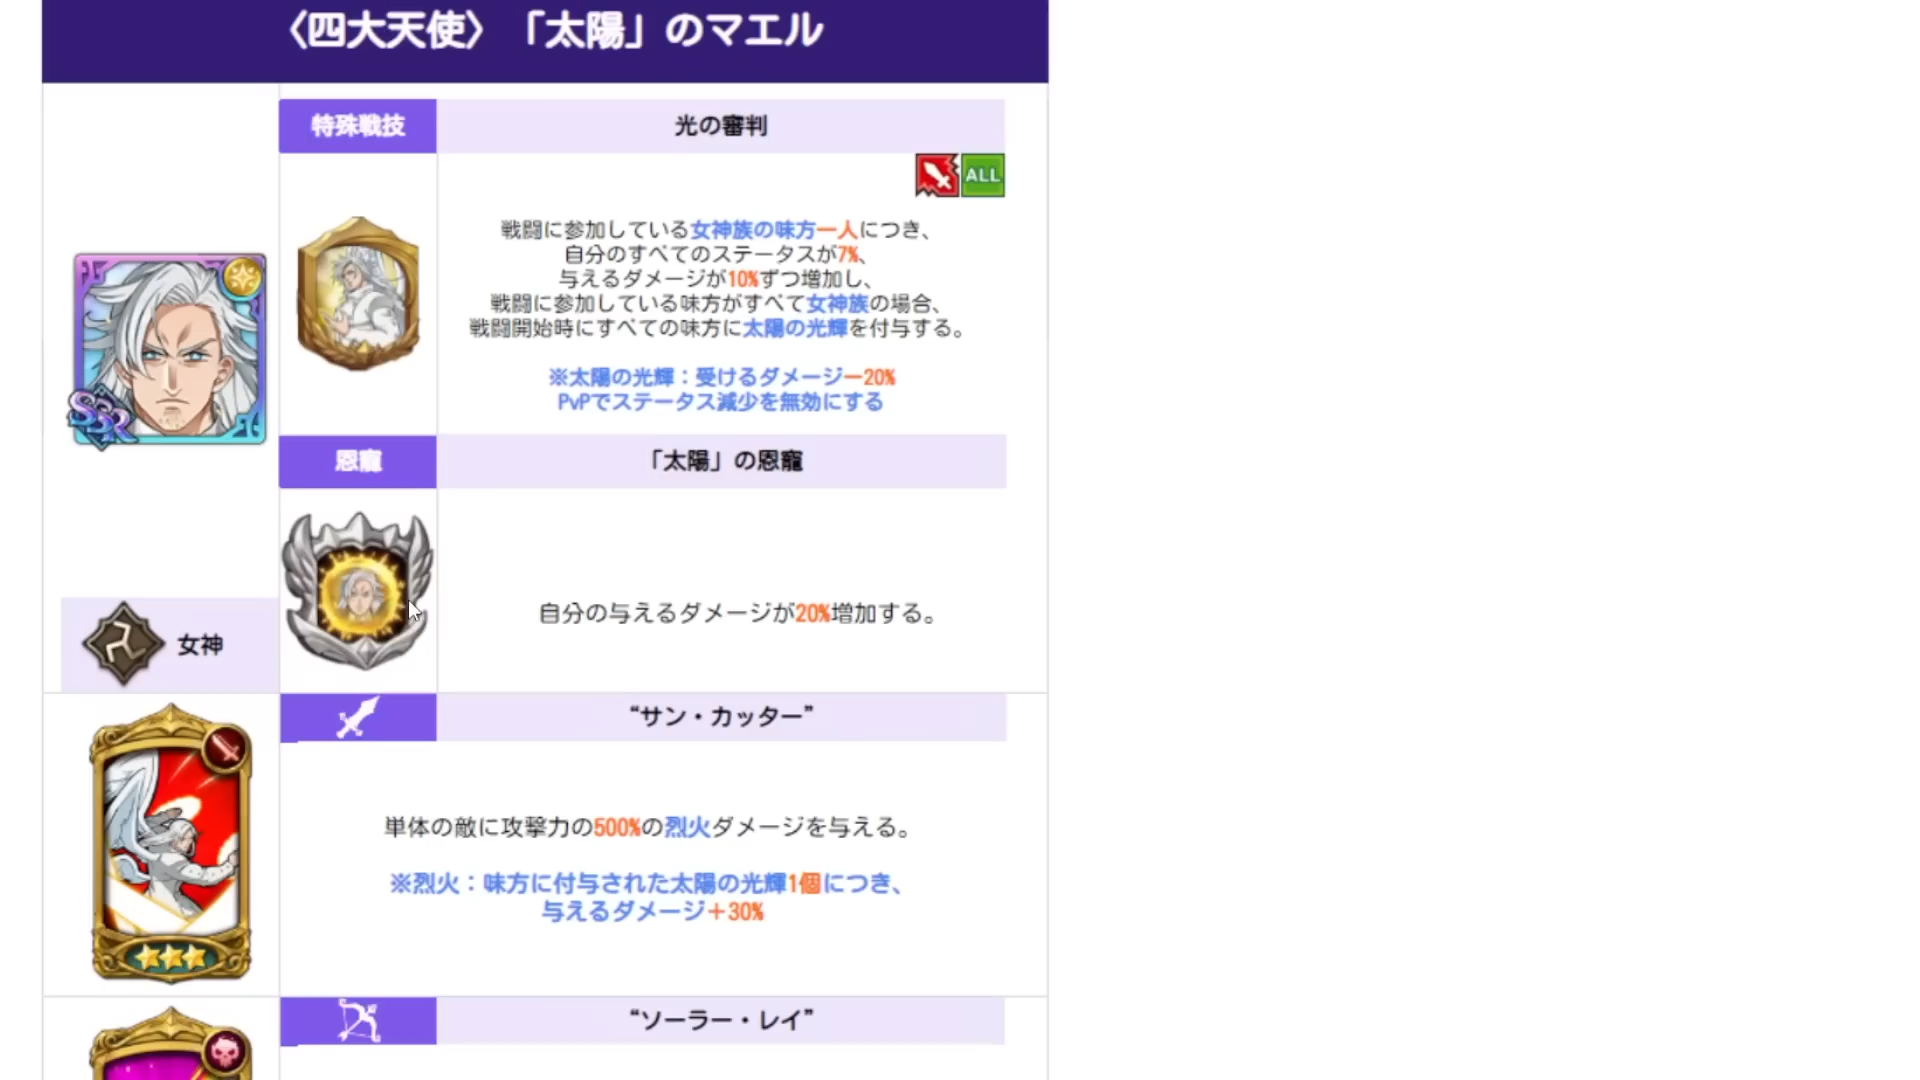 〈四大天使〉「太陽」のマエル
特殊戦技
光の審判
ALL
戦闘に参加している女神族の味方一人につき、
自分のすべてのステータスが7%、
与えるダメージが10%ずつ増加し、
戦闘に参加している味方がすべて女神族の場合、
戦闘開始時にすべての味方に太陽の光輝を付与する。
※太陽の光輝：受けるダメージー20%
PvPでステータス減少を無効にする
SSR
恩寵
「太陽」の恩寵
自分の与えるダメージが20%増加する。
女神
“サン・カッター”
単体の敵に攻撃力の500%の烈火ダメージを与える。
※烈火：味方に付与された太陽の光輝1個につき、
与えるダメージ＋30%
“ソーラー・レイ”